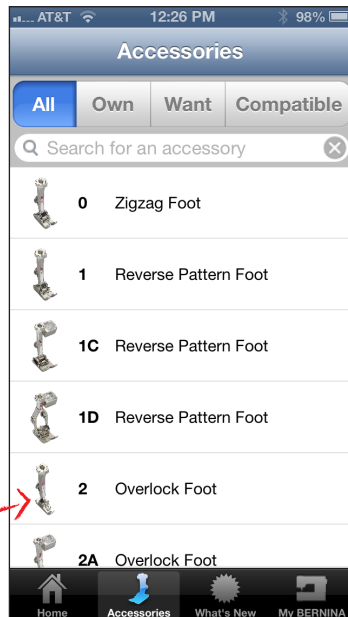 AT&T 12:26 PM 98%
Accessories
All Own Want Compatible
Search for an accessory
0 Zigzag Foot
1 Reverse Pattern Foot
1C Reverse Pattern Foot
1D Reverse Pattern Foot
2 Overlock Foot
2A Overlock Foot
Home Accessories What's New My BERNINA